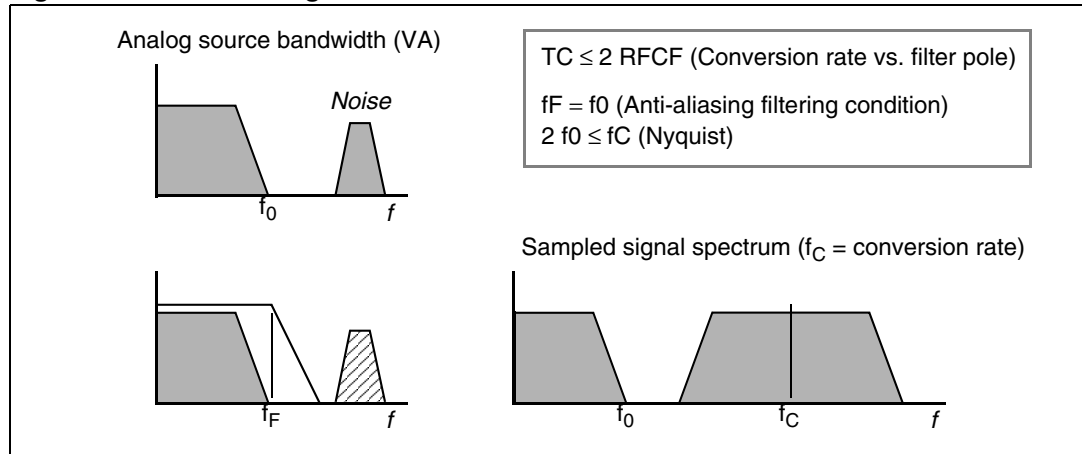 Analog source bandwidth (VA)
Noise
f0
f
TC ≤ 2 RFCF (Conversion rate vs. filter pole)
fF = f0 (Anti-aliasing filtering condition)
2 f0 ≤ fC (Nyquist)
fF
f
Sampled signal spectrum (fC = conversion rate)
f0
fC
f